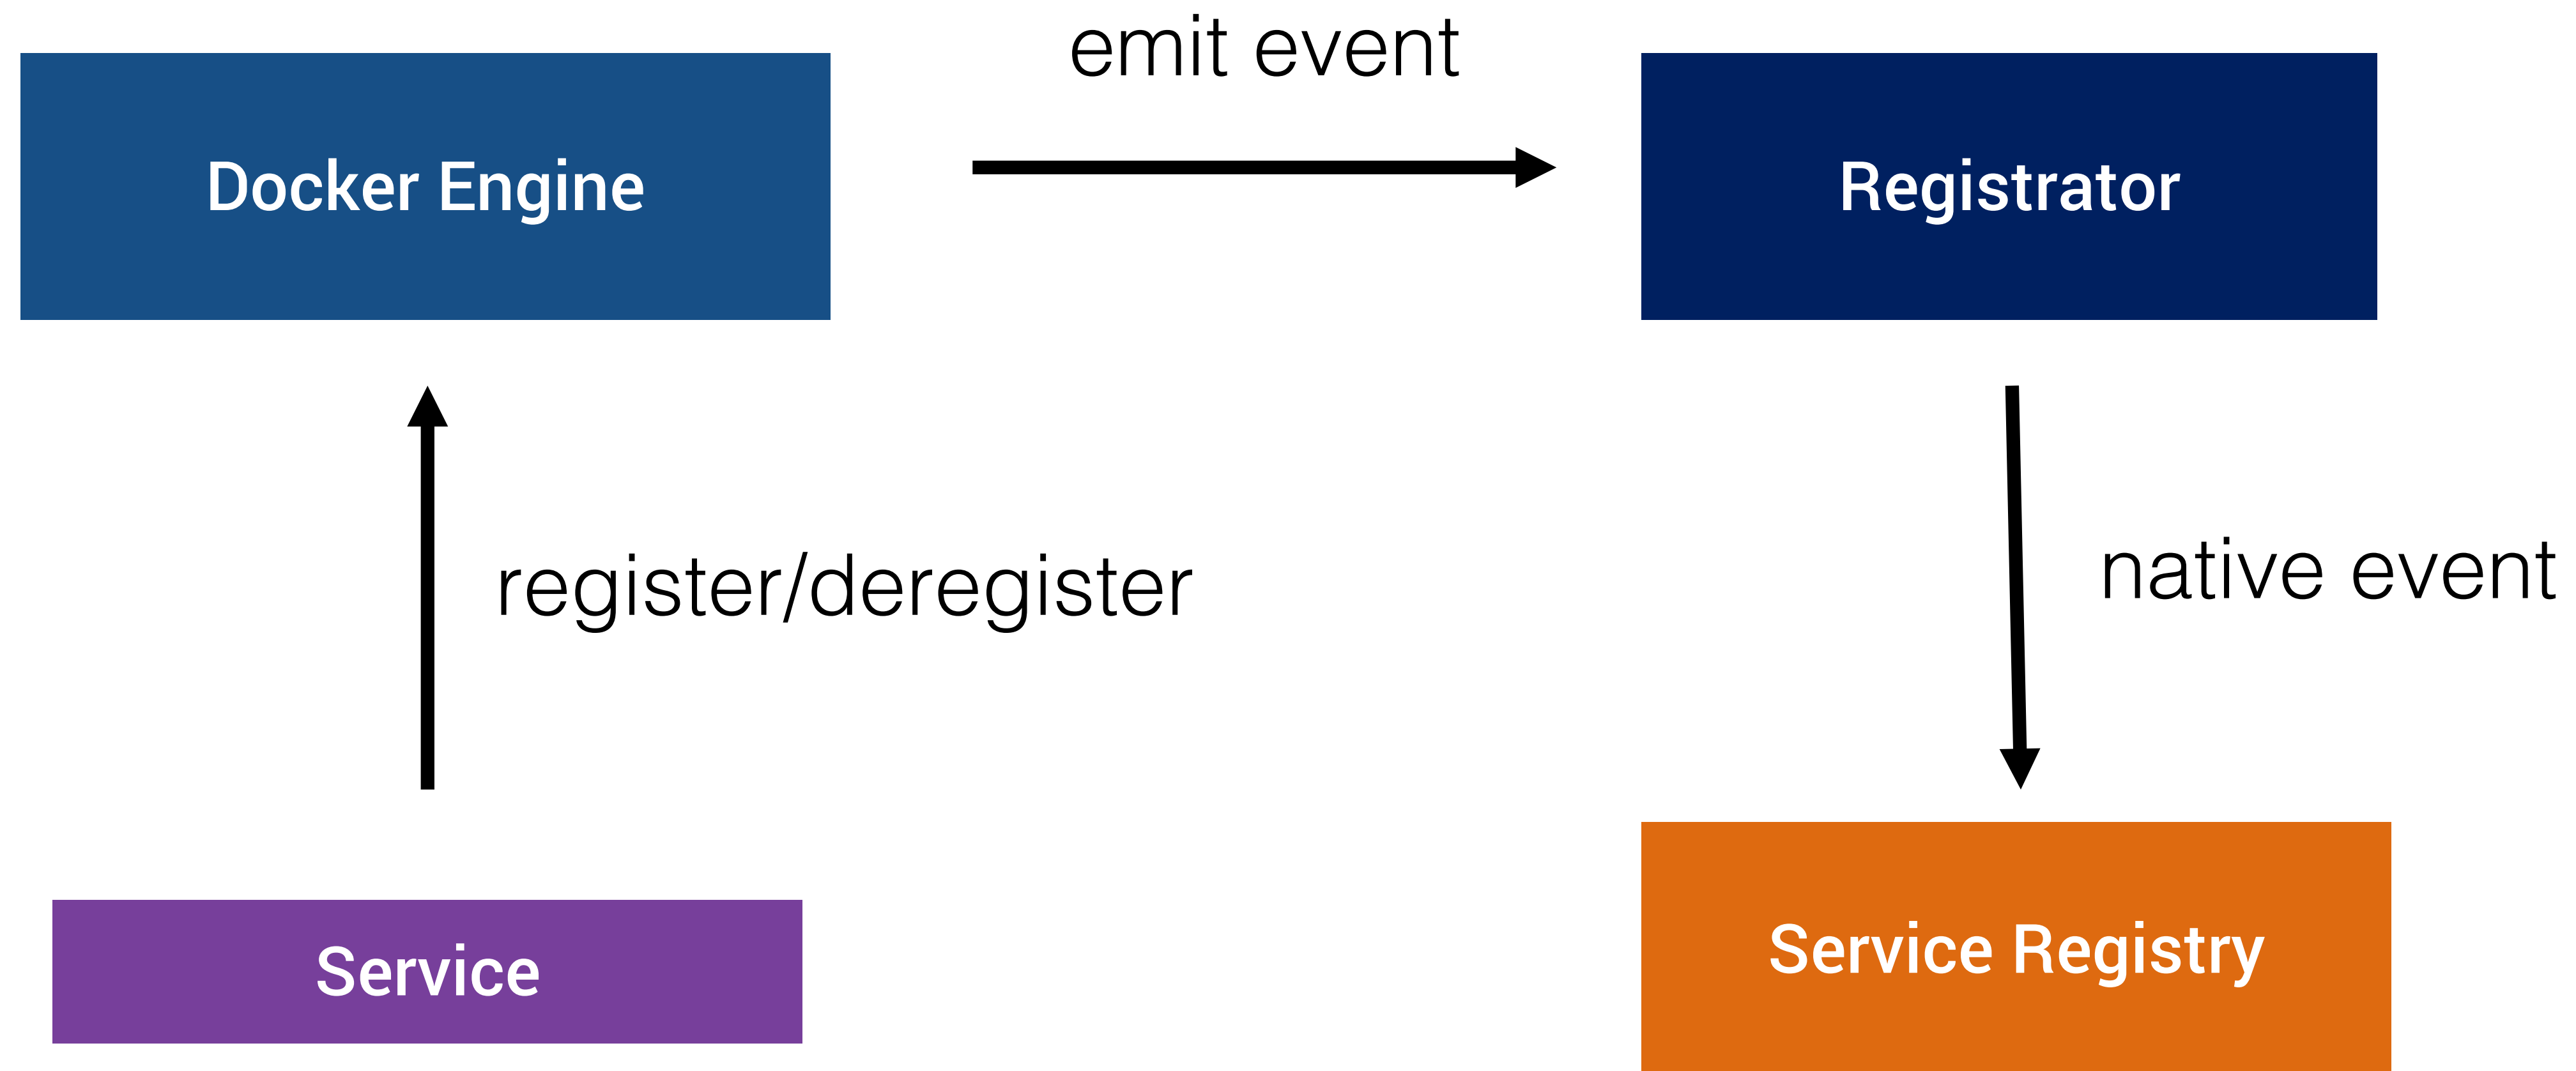 emit event
Docker Engine
Registrator
register/deregister
native event
Service
Service Registry